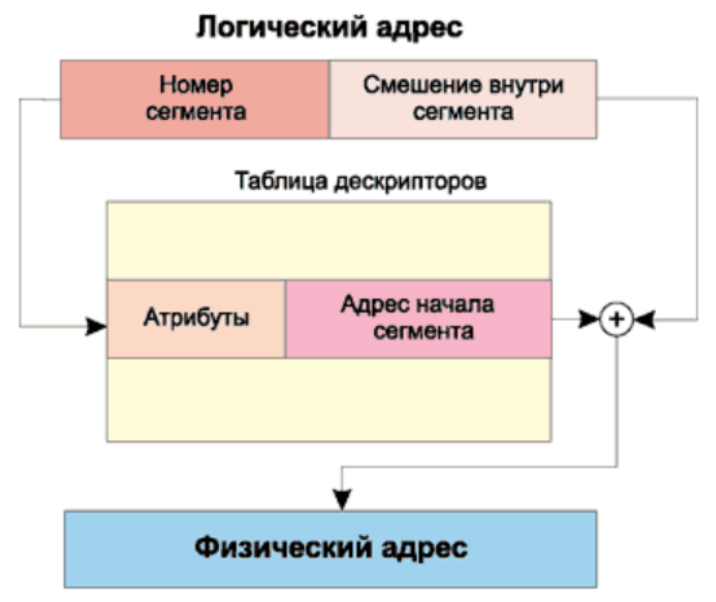 Логический адрес
Номер
сегмента
Смешение внутри
сегмента
Таблица дескрипторов
Атрибуты
Адрес начала
сегмента
+
Физический адрес